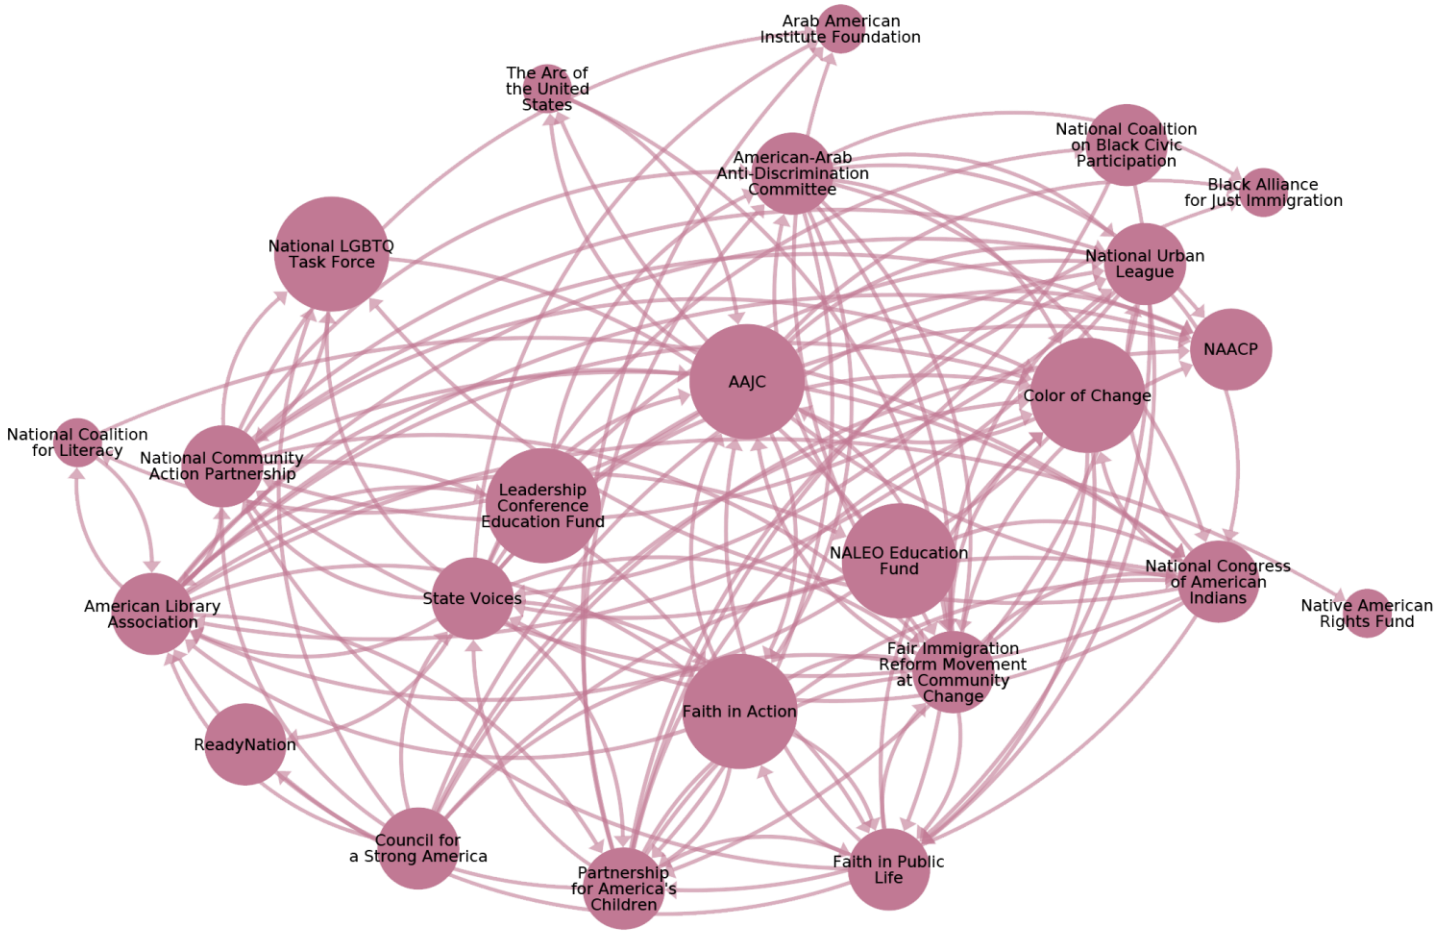 Arab American
Institute Foundation
The Arc of
the United
States
National Coalition
on Black Civic
Participation
American-Arab
Anti-Discrimination
Committee
Black Alliance
for Just Immigration
National LGBTQ
Task Force
National Urban
League
NAACP
AAJC
Color of Change
National Coalition
for Literacy
National Community
Action Partnership
Leadership
Conference
Education Fund
NALEO Education
Fund
National Congress
of American
Indians
State Voices
American Library
Association
Native American
Rights Fund
Fair Immigration
Reform Movement
at Community
Change
Faith in Action
ReadyNation
Council for
a Strong America
Partnership
for America's
Children
Faith in Public
Life